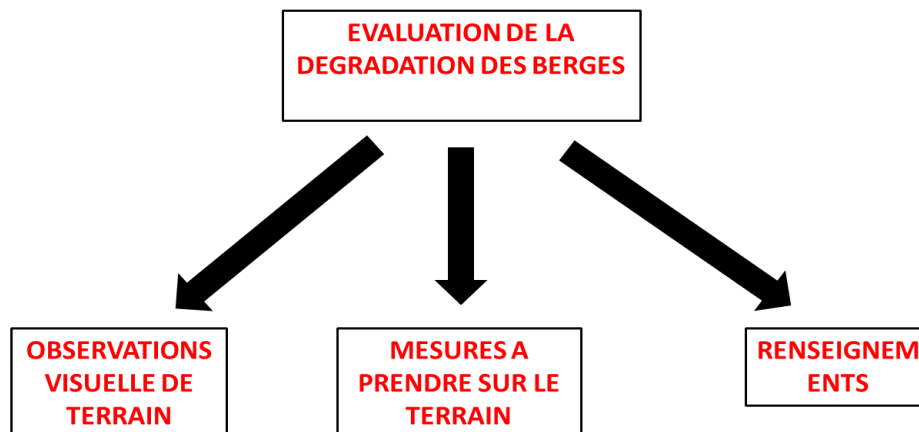 EVALUATION DE LA
DEGRADATION DES BERGES
OBSERVATIONS
VISUELLE DE
TERRAIN
MESURES A
PRENDRE SUR LE
TERRAIN
RENSEIGNEM
ENTS